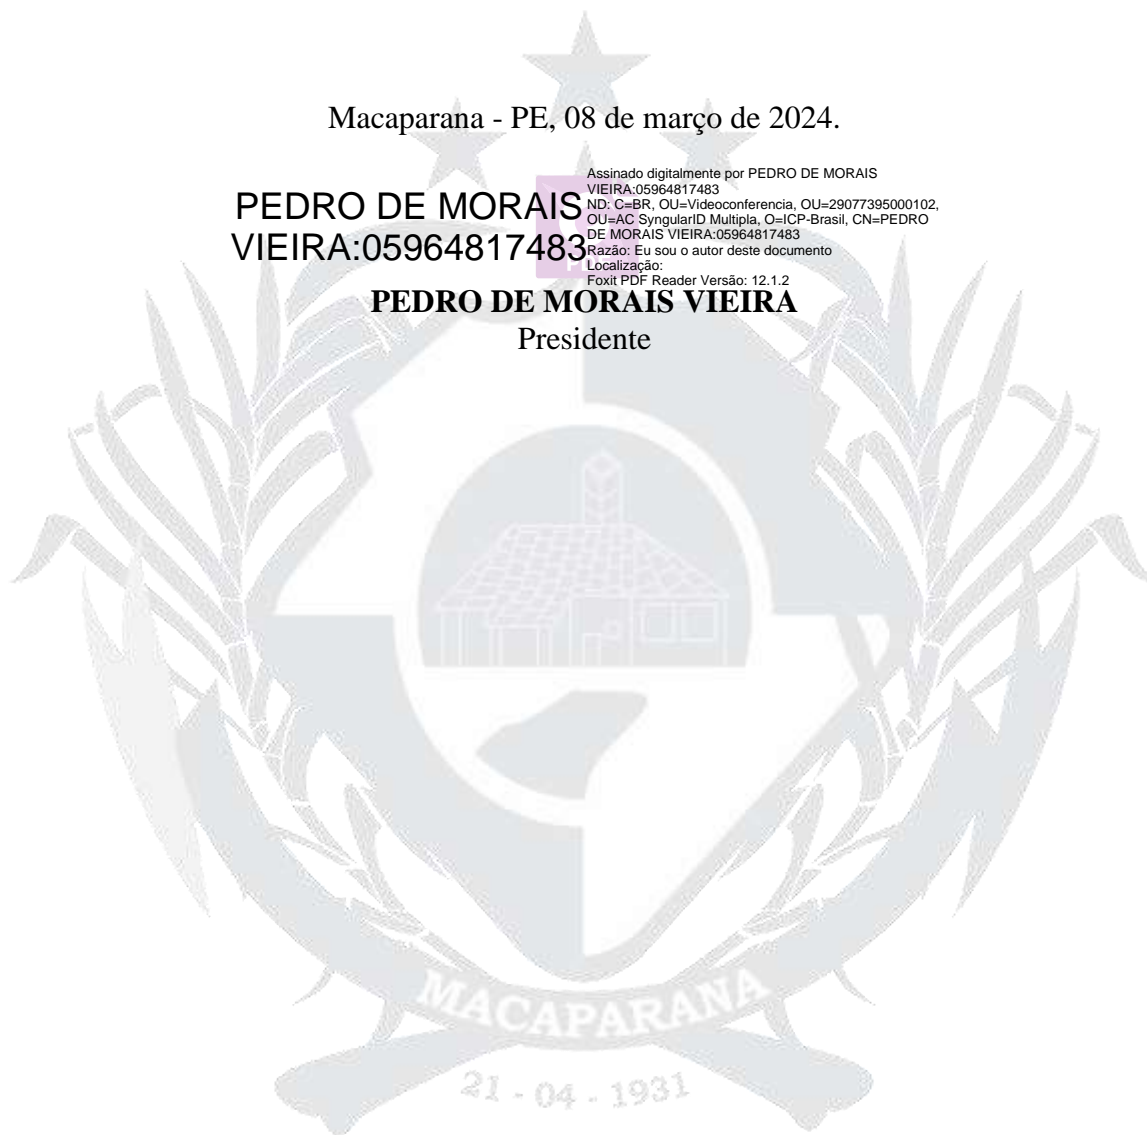 Macaparana - PE, 08 de março de 2024.
PEDRO DE MORAIS
VIEIRA:05964817483
Assinado digitalmente por PEDRO DE MORAIS
VIEIRA:05964817483
ND: C=BR, OU=Videoconferencia, OU=29077395000102,
OU=AC SyngularID Multipla, O=ICP-Brasil, CN=PEDRO
DE MORAIS VIEIRA:05964817483
Razão: Eu sou o autor deste documento
Localização:
Foxit PDF Reader Versão: 12.1.2
PDF
PEDRO DE MORAIS VIEIRA
Presidente
MACAPARANA
21 - 04 - 1931